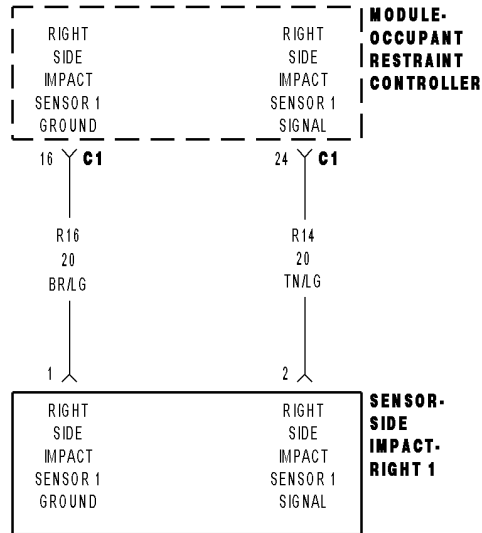 MODULE-
OCCUPANT
RESTRAINT
CONTROLLER
RIGHT
SIDE
IMPACT
SENSOR 1
GROUND
RIGHT
SIDE
IMPACT
SENSOR 1
SIGNAL
16 C1
24 C1
R16
20
BR/LG
R14
20
TN/LG
1
2
RIGHT
SIDE
IMPACT
SENSOR 1
GROUND
RIGHT
SIDE
IMPACT
SENSOR 1
SIGNAL
SENSOR-
SIDE
IMPACT-
RIGHT 1